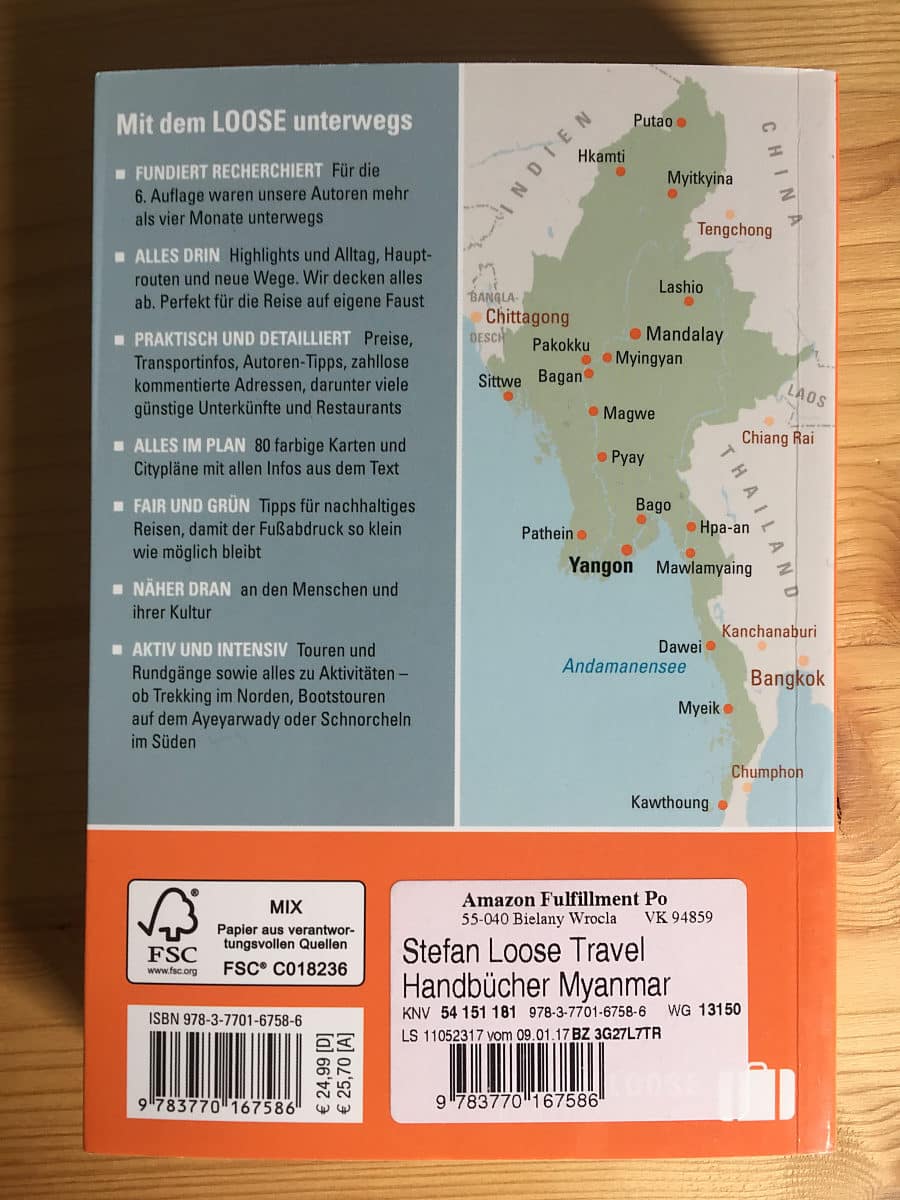 Mit dem LOOSE unterwegs
FUNDIERT RECHERCHIERT Für die
6. Auflage waren unsere Autoren mehr
als vier Monate unterwegs
ALLES DRIN Highlights und Alltag, Haupt-
routen und neue Wege. Wir decken alles
ab. Perfekt für die Reise auf eigene Faust
PRAKTISCH UND DETAILLIERT Preise,
Transportinfos, Autoren-Tipps, zahllose
kommentierte Adressen, darunter viele
günstige Unterkünfte und Restaurants
ALLES IM PLAN 80 farbige Karten und
Citypläne mit allen Infos aus dem Text
FAIR UND GRÜN Tipps für nachhaltiges
Reisen, damit der Fußabdruck so klein
wie möglich bleibt
NÄHER DRAN an den Menschen und
ihrer Kultur
AKTIV UND INTENSIV Touren und
Rundgänge sowie alles zu Aktivitäten –
ob Trekking im Norden, Bootstouren
auf dem Ayeyarwady oder Schnorcheln
im Süden
INDIEN
CHINA
Putao
Hkamti
Myitkyina
Tengchong
Lashio
BANGLA-
DESCH
Chittagong
Mandalay
Pakokku
Myingyan
Bagan
Sittwe
LAOS
Magwe
Chiang Rai
THAILAND
Pyay
Bago
Hpa-an
Pathein
Yangon
Mawlamyaing
Kanchanaburi
Dawei
Andamanensee
Bangkok
Myeik
Chumphon
Kawthoung
MIX
Papier aus verantwor-
tungsvollen Quellen
FSC® C018236
®
FSC
www.fsc.org
ISBN 978-3-7701-6758-6
9 783770 167586
€ 24,99 [D]
€ 25,70 [A]
Amazon Fulfillment Po
55-040 Bielany Wrocla VK 94859
Stefan Loose Travel
Handbücher Myanmar
KNV 54 151 181 978-3-7701-6758-6 WG 13150
LS 11052317 vom 09.01.17 BZ 3G27L7TR
9 783770 167586
LOOSE